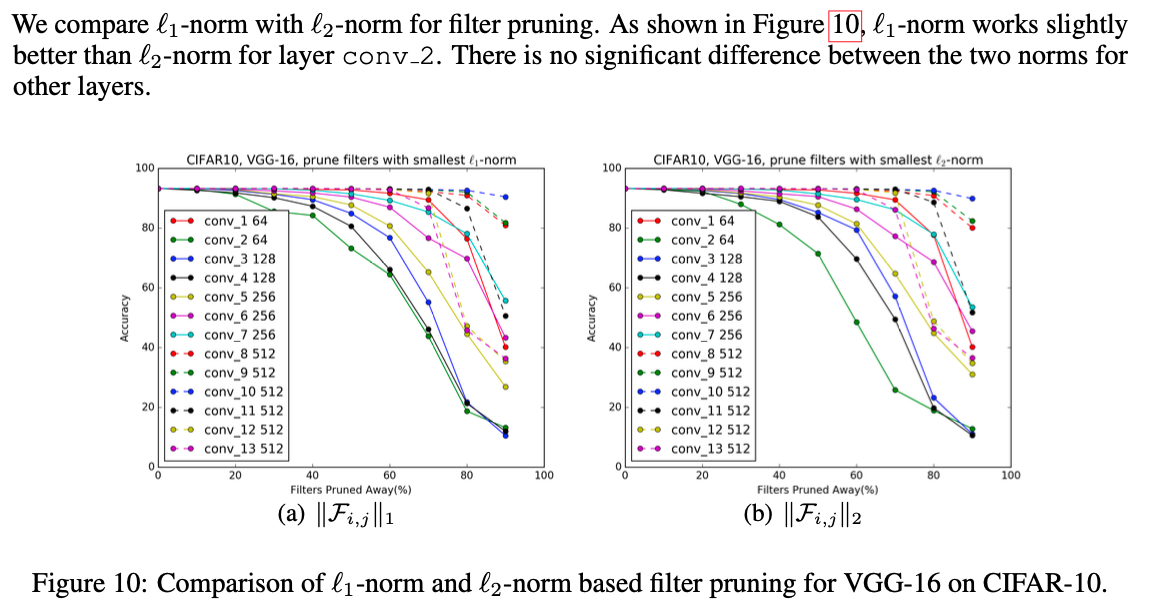 We compare ℓ1-norm with ℓ2-norm for filter pruning. As shown in Figure 10, ℓ1-norm works slightly
better than ℓ2-norm for layer conv_2. There is no significant difference between the two norms for
other layers.
CIFAR10, VGG-16, prune filters with smallest ℓ1-norm
100
80
60
40
20
0
Accuracy
conv_1 64
conv_2 64
conv_3 128
conv_4 128
conv_5 256
conv_6 256
conv_7 256
conv_8 512
conv_9 512
conv_10 512
conv_11 512
conv_12 512
conv_13 512
0 20 40 60 80 100
Filters Pruned Away(%)
(a) ‖Fi,j‖1
CIFAR10, VGG-16, prune filters with smallest ℓ2-norm
100
80
60
40
20
0
Accuracy
conv_1 64
conv_2 64
conv_3 128
conv_4 128
conv_5 256
conv_6 256
conv_7 256
conv_8 512
conv_9 512
conv_10 512
conv_11 512
conv_12 512
conv_13 512
0 20 40 60 80 100
Filters Pruned Away(%)
(b) ‖Fi,j‖2
Figure 10: Comparison of ℓ1-norm and ℓ2-norm based filter pruning for VGG-16 on CIFAR-10.